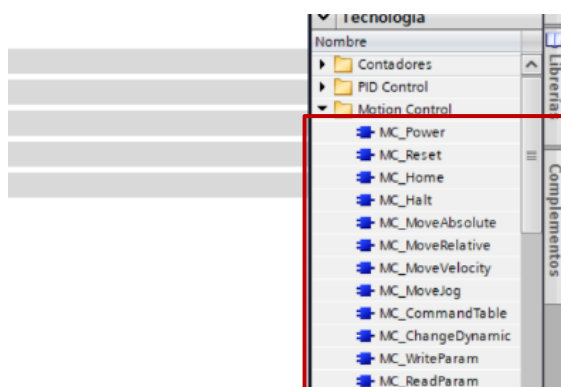 Tecnología
Nombre
Contadores
PID Control
Motion Control
MC_Power
MC_Reset
MC_Home
MC_Halt
MC_MoveAbsolute
MC_MoveRelative
MC_MoveVelocity
MC_MoveJog
MC_CommandTable
MC_ChangeDynamic
MC_WriteParam
MC_ReadParam
Librerías
Complementos